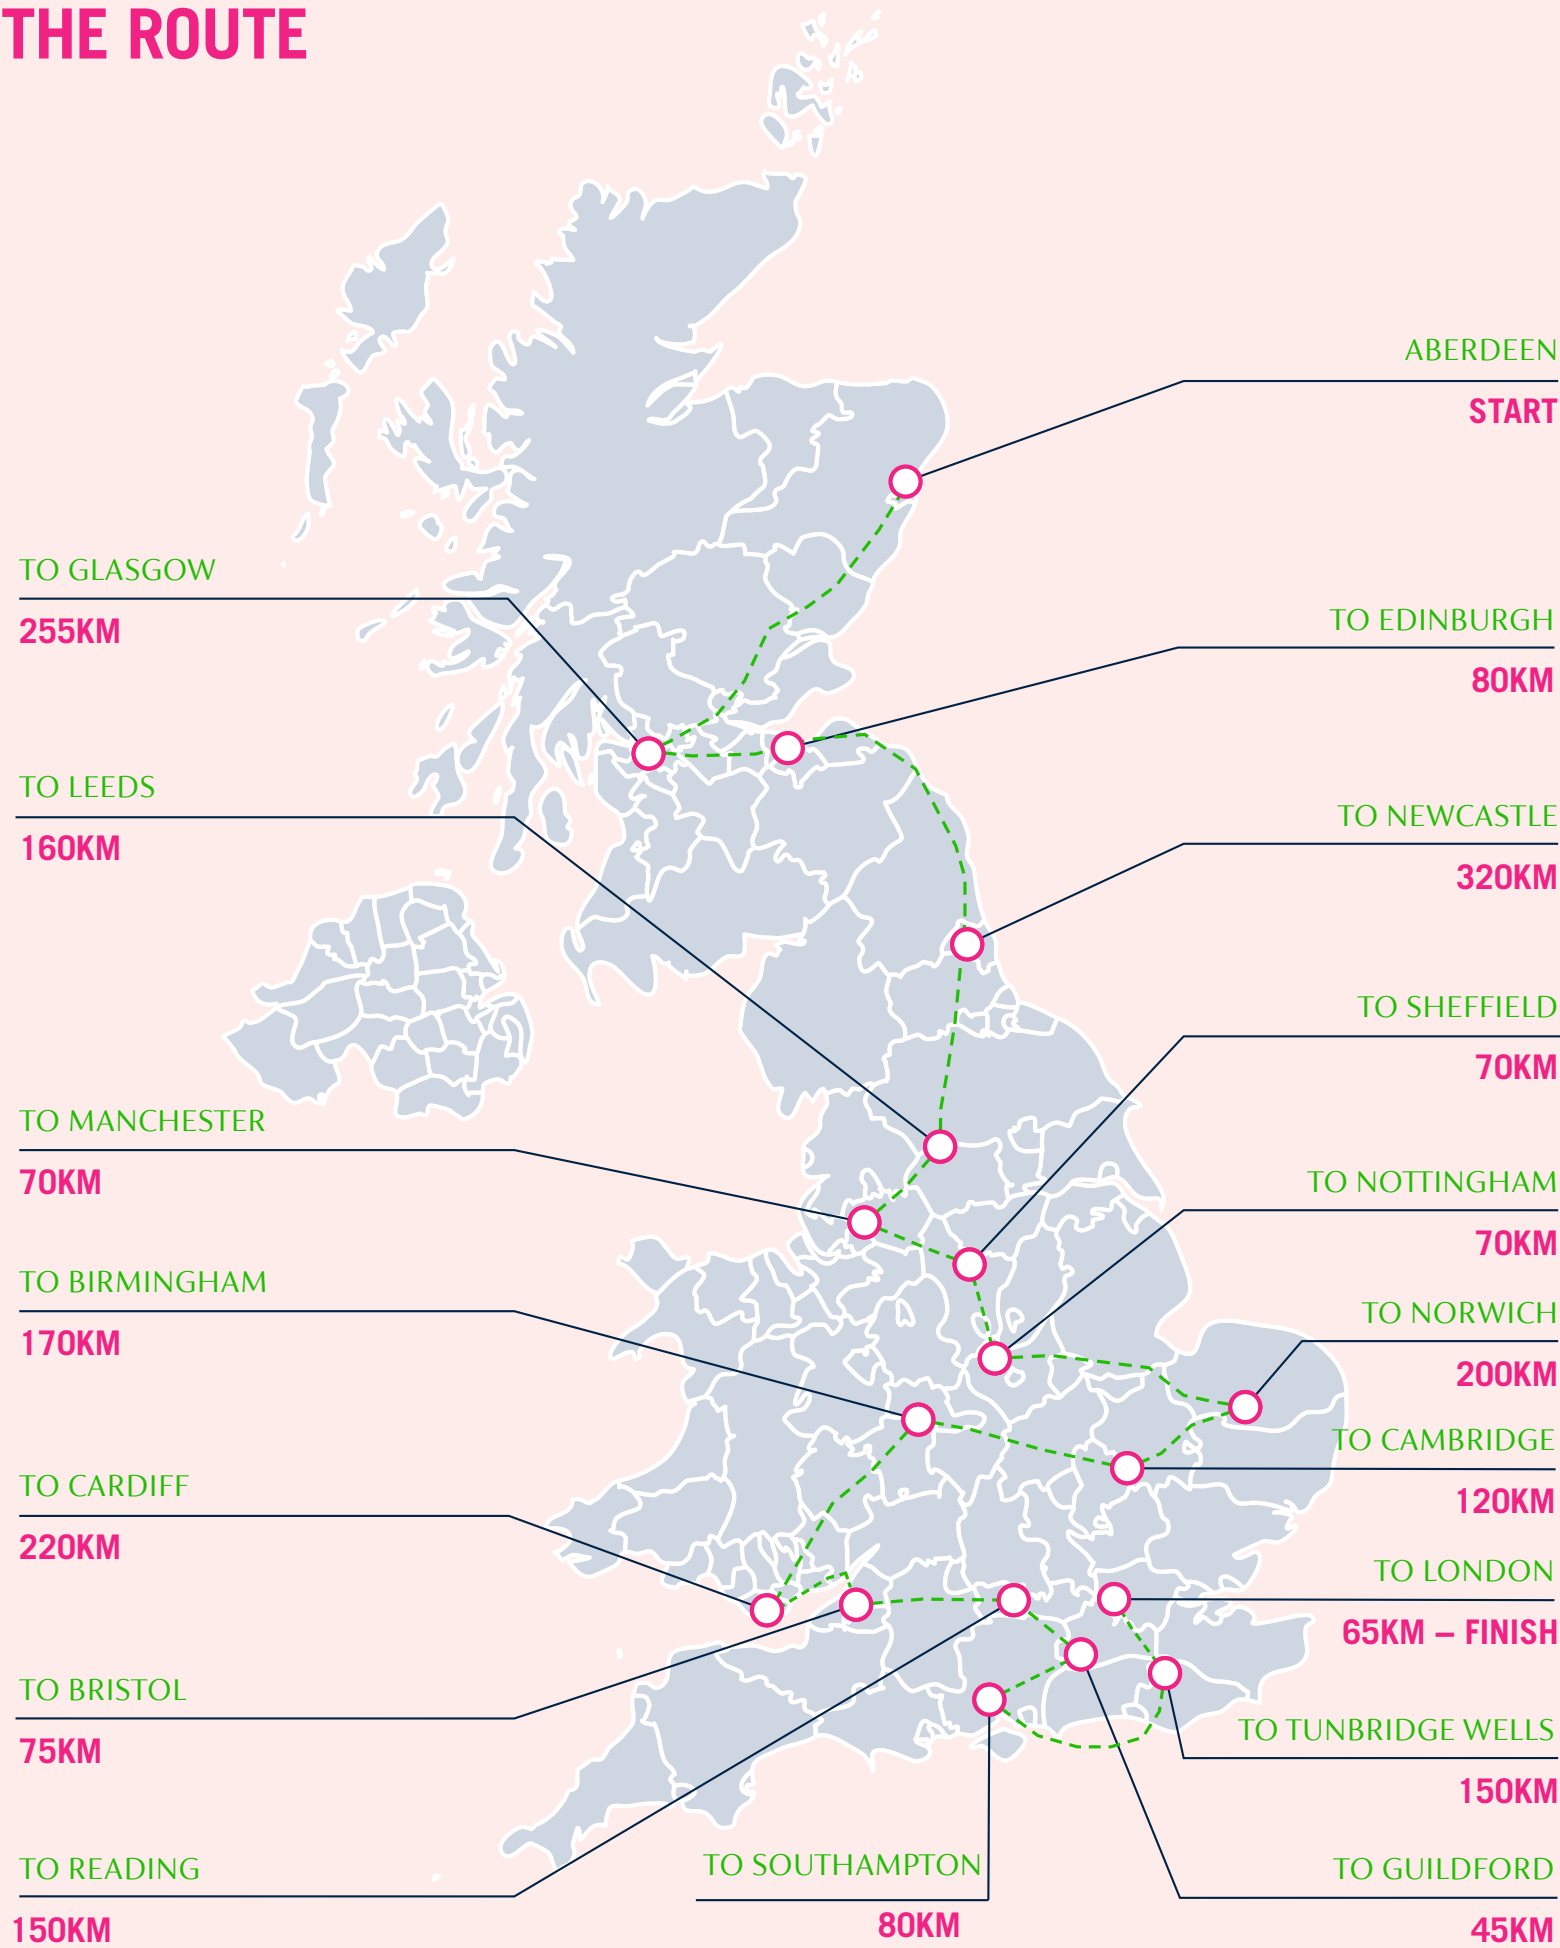 THE ROUTE
ABERDEEN
START
TO GLASGOW
255KM
TO EDINBURGH
80KM
TO LEEDS
160KM
TO NEWCASTLE
320KM
TO SHEFFIELD
70KM
TO MANCHESTER
70KM
TO NOTTINGHAM
70KM
TO BIRMINGHAM
170KM
TO NORWICH
200KM
TO CAMBRIDGE
120KM
TO CARDIFF
220KM
TO LONDON
65KM – FINISH
TO BRISTOL
75KM
TO TUNBRIDGE WELLS
150KM
TO READING
150KM
TO SOUTHAMPTON
80KM
TO GUILDFORD
45KM